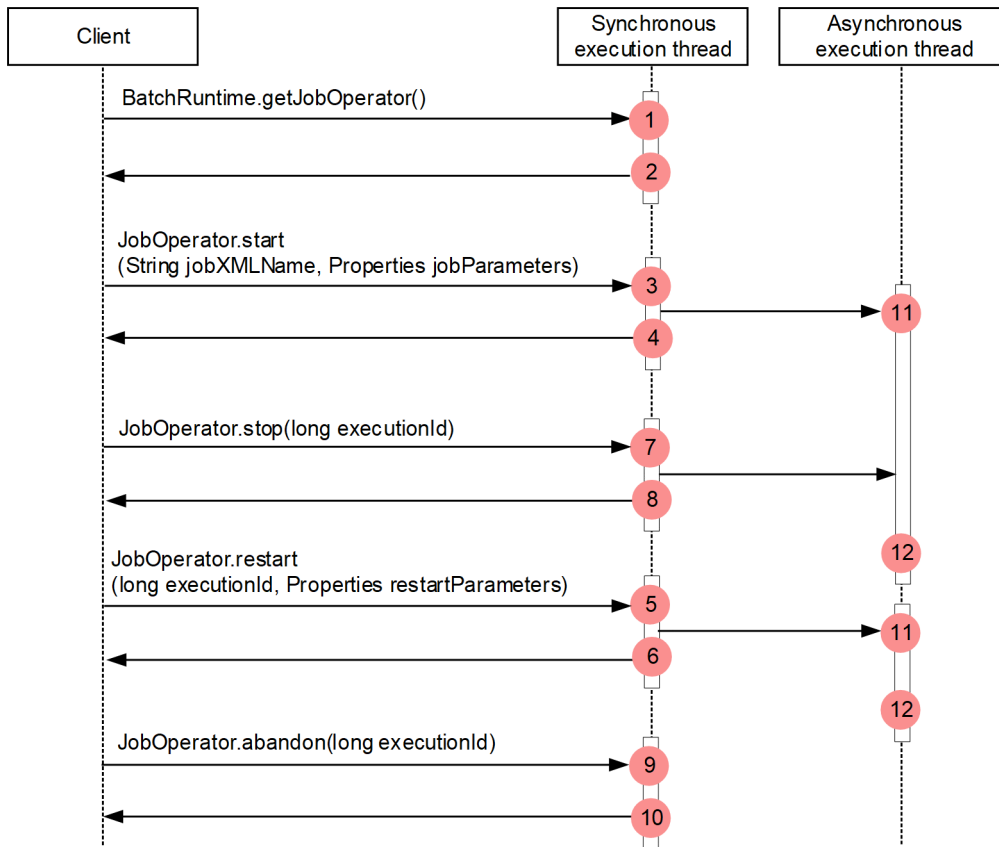 Client
Synchronous
execution thread
Asynchronous
execution thread
BatchRuntime.getJobOperator()
1
2
JobOperator.start
(String jobXMLName, Properties jobParameters)
3
11
4
JobOperator.stop(long executionId)
7
8
12
JobOperator.restart
(long executionId, Properties restartParameters)
5
11
6
12
JobOperator.abandon(long executionId)
9
10